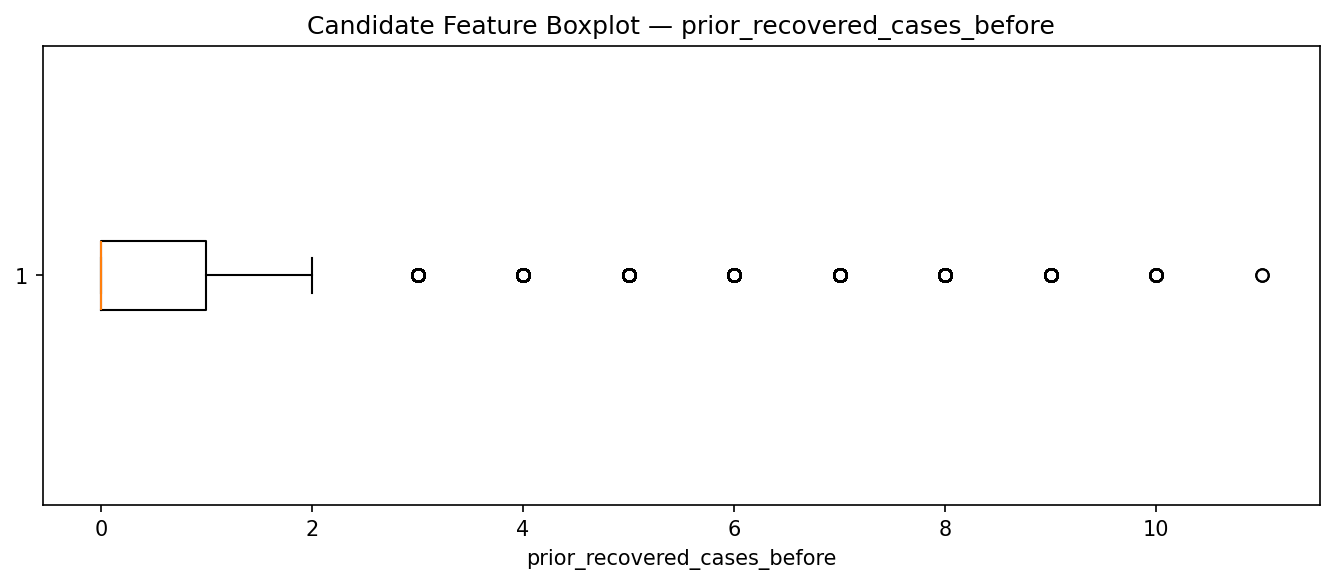 Candidate Feature Boxplot — prior_recovered_cases_before
1
0 2 4 6 8 10
prior_recovered_cases_before